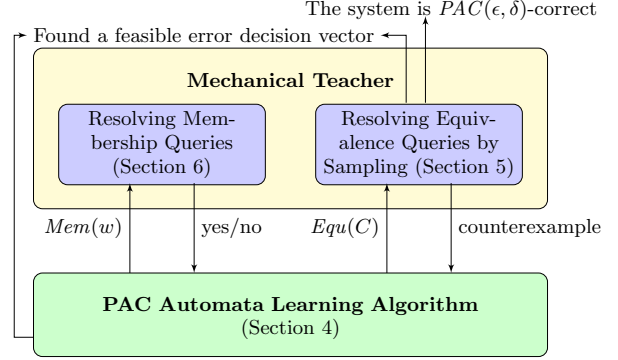 The system is PAC(ϵ, δ)-correct
Found a feasible error decision vector
Mechanical Teacher
Resolving Mem-
bership Queries
(Section 6)
Resolving Equiv-
alence Queries by
Sampling (Section 5)
Mem(w)
yes/no
Equ(C)
counterexample
PAC Automata Learning Algorithm
(Section 4)